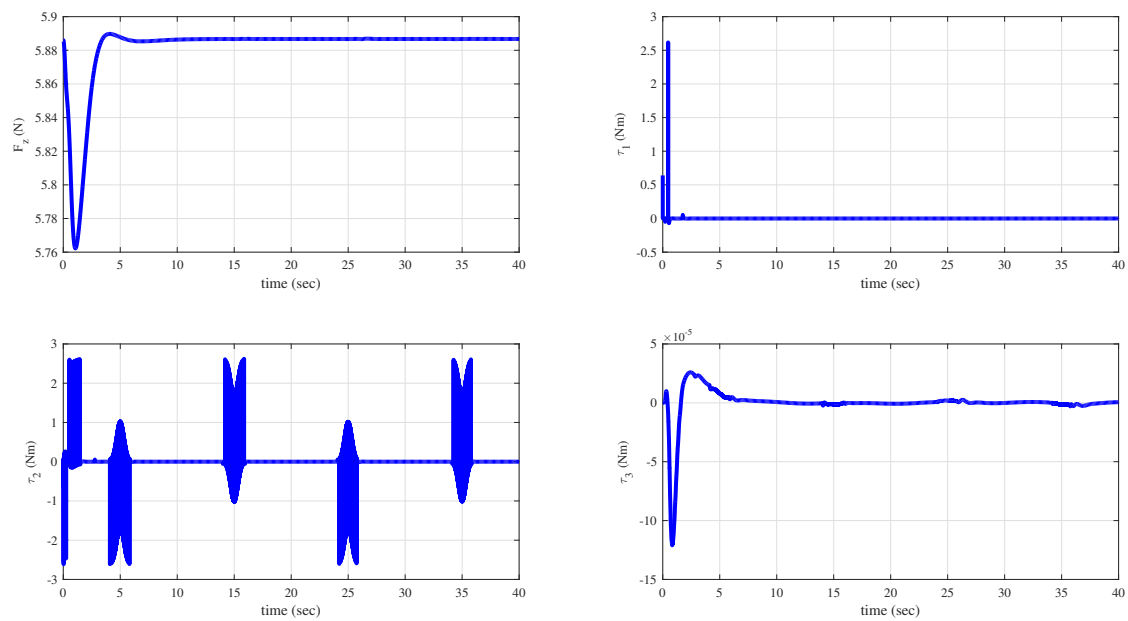 5.9
5.88
5.86
5.84
5.82
5.8
5.78
5.76
F_z (N)
0 5 10 15 20 25 30 35 40
time (sec)
3
2.5
2
1.5
1
0.5
0
-0.5
τ_1 (Nm)
0 5 10 15 20 25 30 35 40
time (sec)
3
2
1
0
-1
-2
-3
τ_2 (Nm)
0 5 10 15 20 25 30 35 40
time (sec)
×10^-5
5
0
-5
-10
-15
τ_3 (Nm)
0 5 10 15 20 25 30 35 40
time (sec)